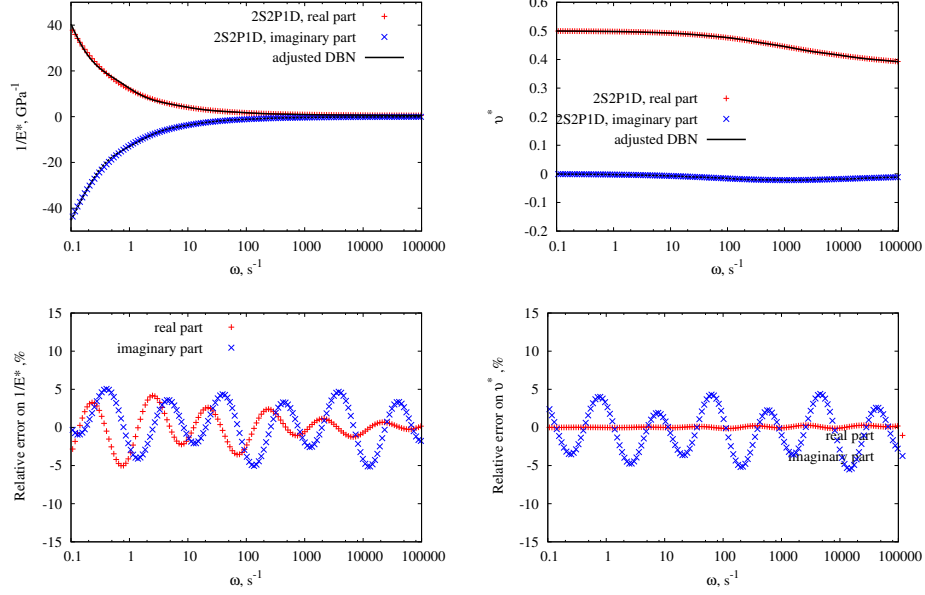 2S2P1D, real part
2S2P1D, imaginary part
adjusted DBN
1/E*, GPa-1
40
20
0
-20
-40
0.1 1 10 100 1000 10000 100000
ω, s-1
2S2P1D, real part
2S2P1D, imaginary part
adjusted DBN
υ*
0.6
0.5
0.4
0.3
0.2
0.1
0
-0.1
-0.2
0.1 1 10 100 1000 10000 100000
ω, s-1
real part
imaginary part
Relative error on 1/E* ,%
15
10
5
0
-5
-10
-15
0.1 1 10 100 1000 10000 100000
ω, s-1
real part
imaginary part
Relative error on υ* ,%
15
10
5
0
-5
-10
-15
0.1 1 10 100 1000 10000 100000
ω, s-1